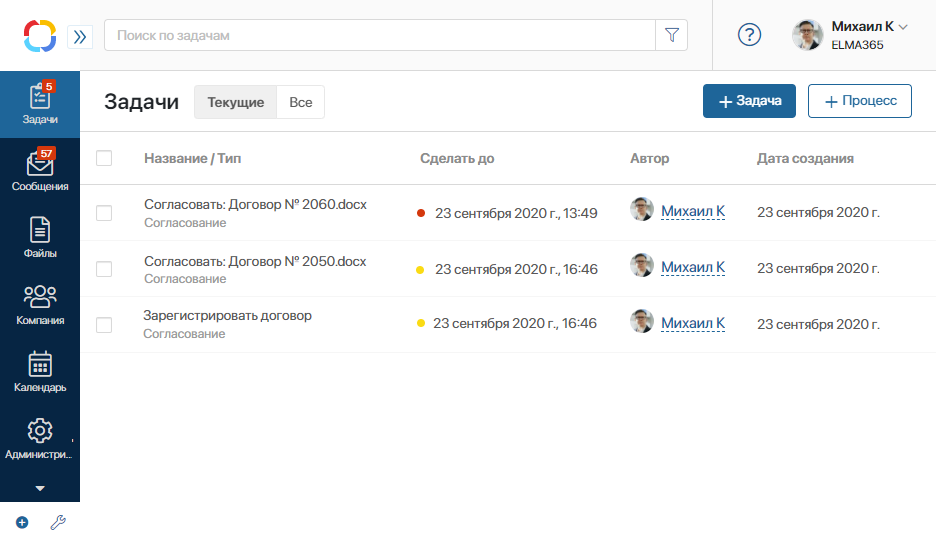 Поиск по задачам
?
Михаил К
ELMA365
5
Задачи
57
Сообщения
Файлы
Компания
Календарь
Администри...
Задачи
Текущие
Все
+ Задача
+ Процесс
Название / Тип
Сделать до
Автор
Дата создания
Согласовать: Договор № 2060.docx
Согласование
23 сентября 2020 г., 13:49
Михаил К
23 сентября 2020 г.
Согласовать: Договор № 2050.docx
Согласование
23 сентября 2020 г., 16:46
Михаил К
23 сентября 2020 г.
Зарегистрировать договор
Согласование
23 сентября 2020 г., 16:46
Михаил К
23 сентября 2020 г.